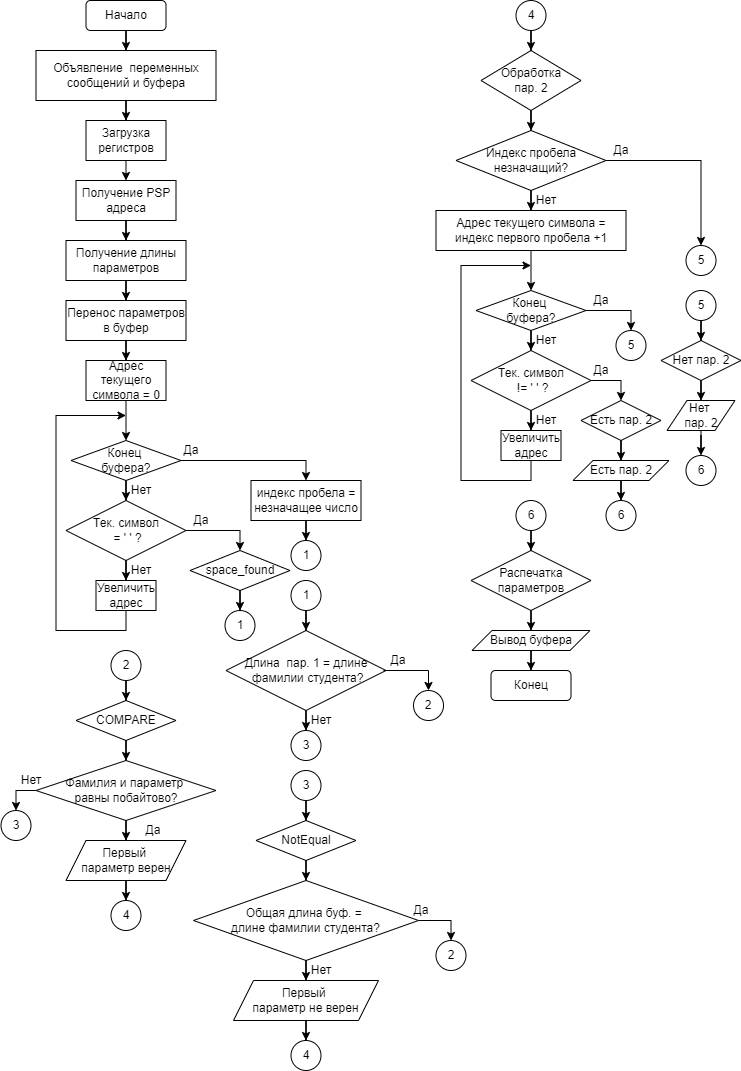 Начало
Объявление переменных
сообщений и буфера
Загрузка
регистров
Получение PSP
адреса
Получение длины
параметров
Перенос параметров
в буфер
Адрес
текущего
символа = 0
Конец
буфера?
Да
Нет
индекс пробела =
незначащее число
1
Тек. символ
= ' ' ?
Да
Нет
space_found
1
Увеличить
адрес
1
Длина пар. 1 = длине
фамилии студента?
Да
2
Нет
3
2
COMPARE
Фамилия и параметр
равны побайтово?
Нет
3
Да
Первый
параметр верен
4
3
NotEqual
Общая длина буф. =
длине фамилии студента?
Да
2
Нет
Первый
параметр не верен
4
4
Обработка
пар. 2
Индекс пробела
незначащий?
Да
5
Нет
Адрес текущего символа =
индекс первого пробела +1
Конец
буфера?
Да
5
Нет
Тек. символ
!= ' ' ?
Да
Нет
Увеличить
адрес
Есть пар. 2
Есть пар. 2
6
5
Нет пар. 2
Нет
пар. 2
6
6
Распечатка
параметров
Вывод буфера
Конец